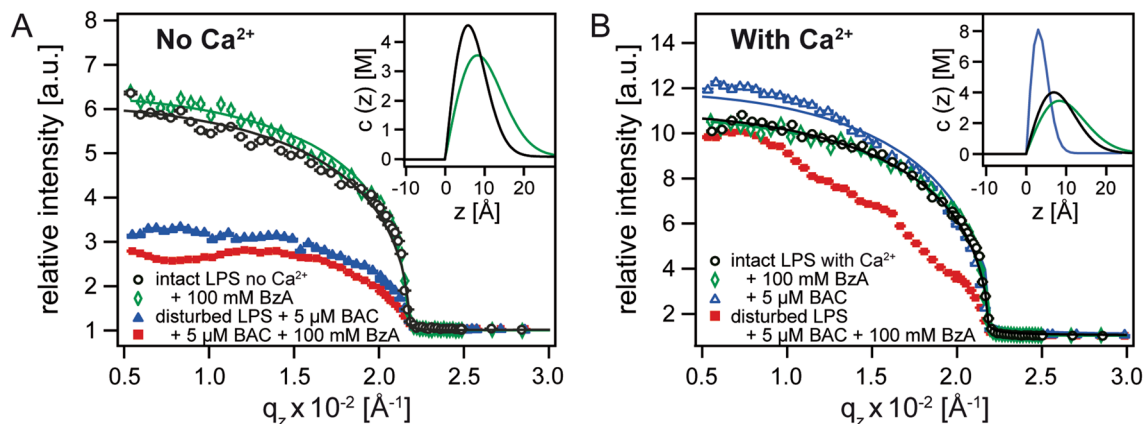 A
No Ca²⁺
relative intensity [a.u.]
8
7
6
5
4
3
2
1
0.5
1.0
1.5
2.0
2.5
3.0
q_z x 10⁻² [Å⁻¹]
c (z) [M]
4
3
2
1
0
-10
0
10
20
z [Å]
intact LPS no Ca²⁺
+ 100 mM BzA
disturbed LPS + 5 µM BAC
+ 5 µM BAC + 100 mM BzA
B
With Ca²⁺
relative intensity [a.u.]
14
12
10
8
6
4
2
0.5
1.0
1.5
2.0
2.5
3.0
q_z x 10⁻² [Å⁻¹]
c (z) [M]
8
6
4
2
0
-10
0
10
20
z [Å]
intact LPS with Ca²⁺
+ 100 mM BzA
+ 5 µM BAC
disturbed LPS
+ 5 µM BAC + 100 mM BzA